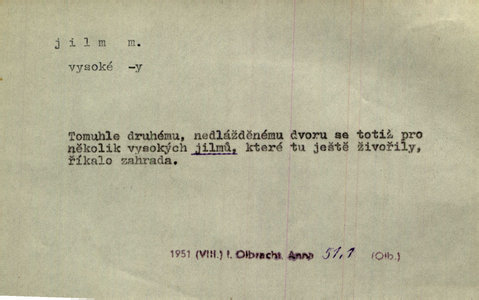 jilm m.
vysoké -y
Tomuhle druhému, nedlážděnému dvoru se totiž pro
několik vysokých jilmů, které tu ještě živořily,
říkalo zahrada.
1951 (VIII.) I. Olbracht, Anna 51.1 (Olb.)